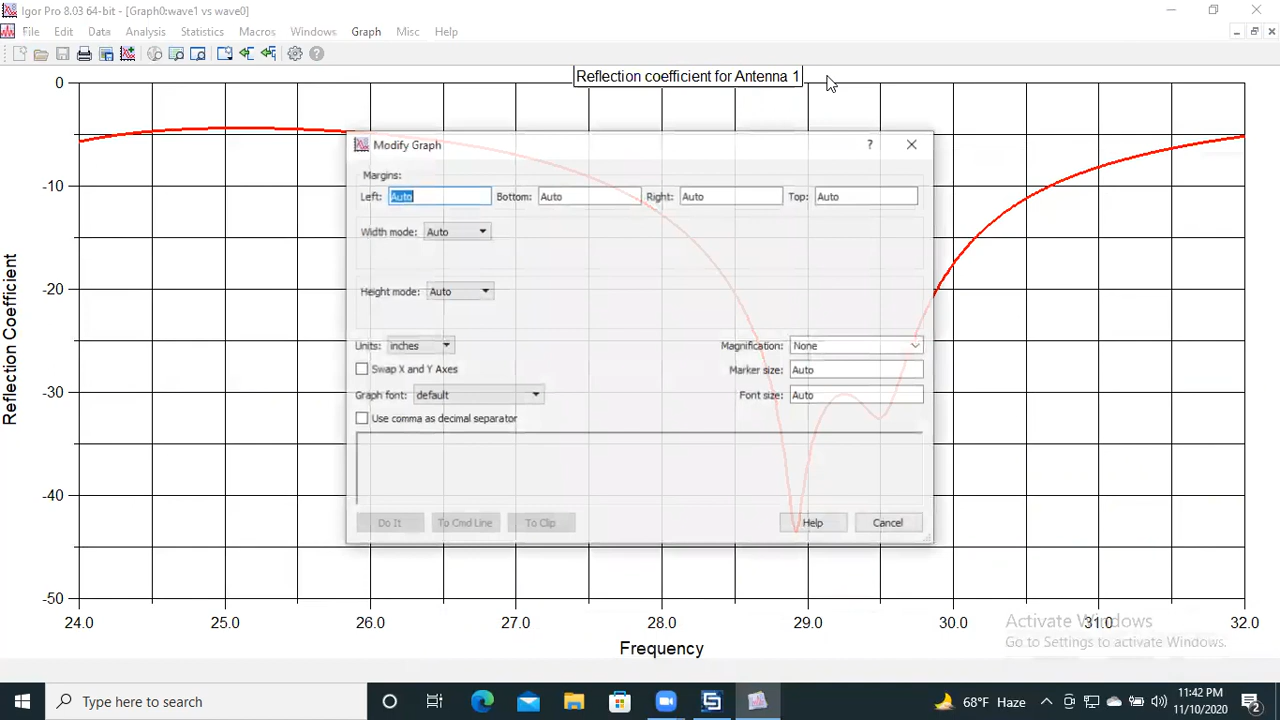 Igor Pro 8.03 64-bit - [Graph0:wave1 vs wave0]
File Edit Data Analysis Statistics Macros Windows Graph Misc Help
Reflection coefficient for Antenna 1
0
-10
-20
-30
-40
-50
Reflection Coefficient
Modify Graph
?
Margins:
Left: Auto Bottom: Auto Right: Auto Top: Auto
Width mode: Auto
Height mode: Auto
Units: inches Magnification: None
Swap X and Y Axes Marker size: Auto
Graph font: default Font size: Auto
Use comma as decimal separator
Do It To Cmd Line To Clip Help Cancel
24.0 25.0 26.0 27.0 28.0 29.0 30.0 31.0 32.0
Frequency
Activate Windows
Go to Settings to activate Windows.
Type here to search
68°F Haze
11:42 PM
11/10/2020
2